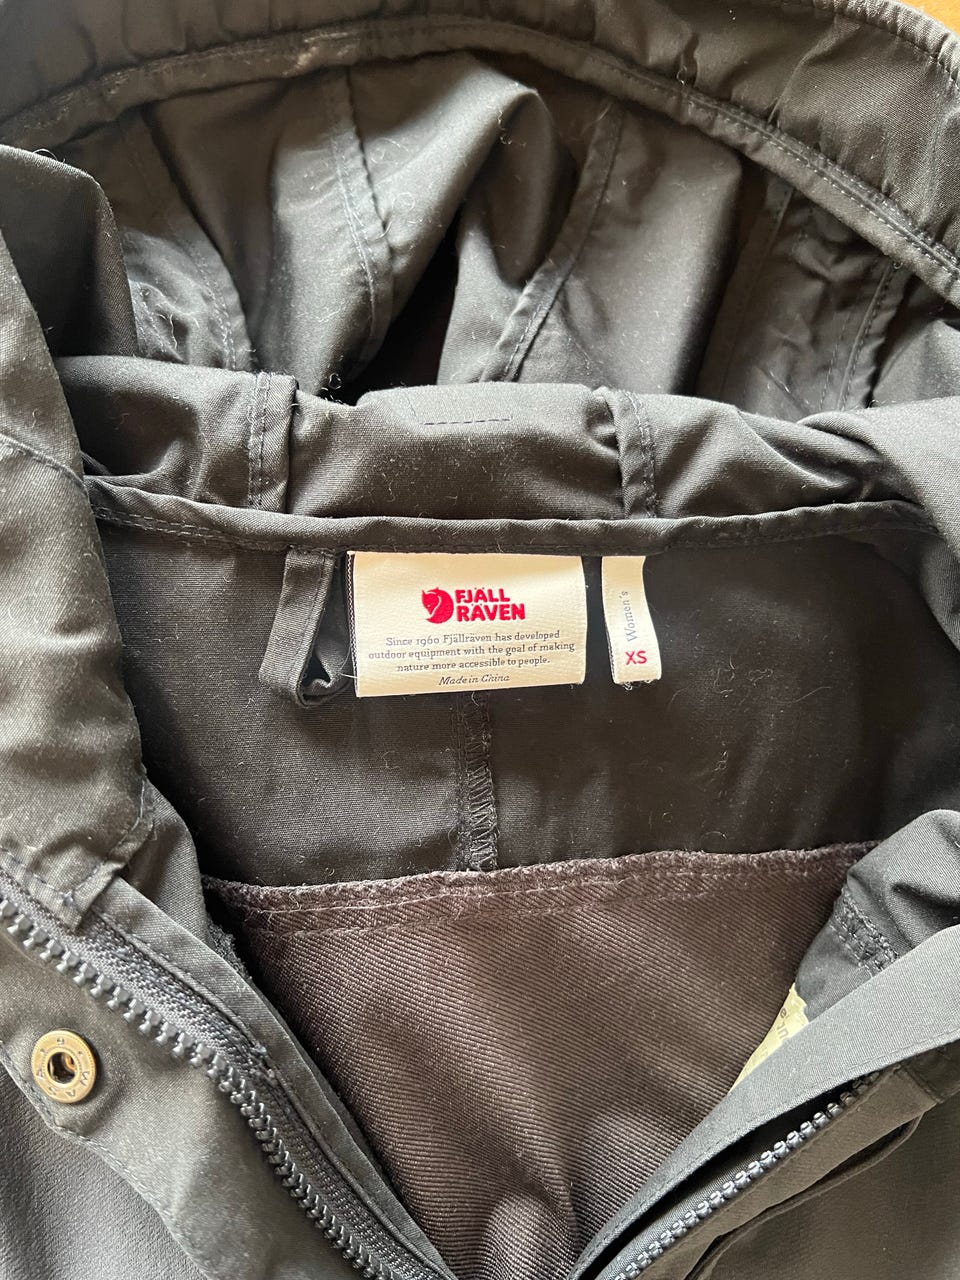 FJÄLL
RÄVEN
Since 1960 Fjällräven has developed
outdoor equipment with the goal of making
nature more accessible to people.
Made in China
Women's
XS